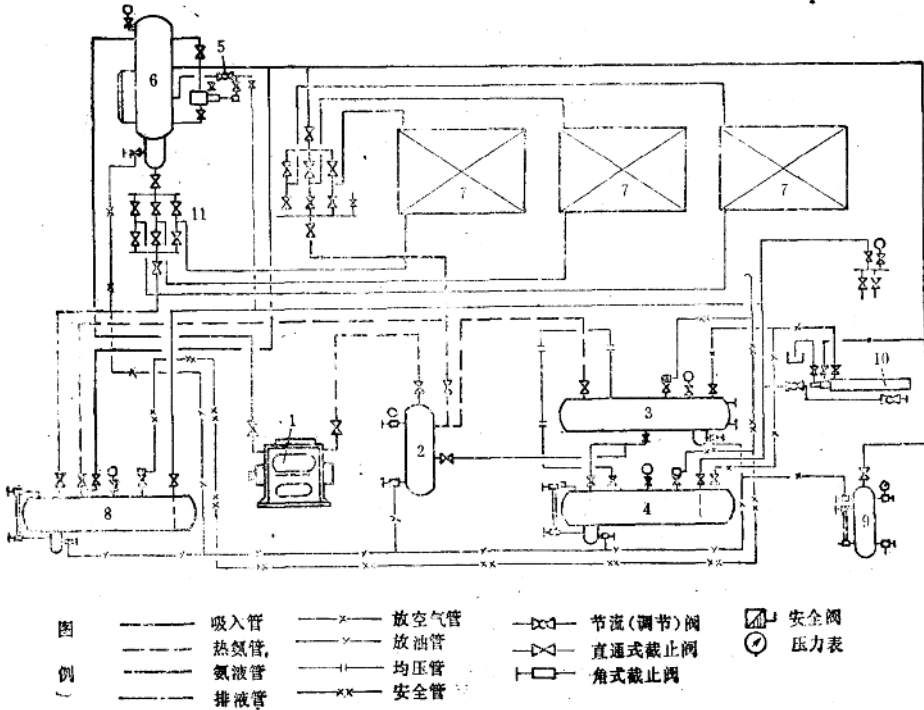 5
6
11
7
7
7
10
1
2
3
4
8
9
图例
吸入管
热氨管
氨液管
排液管
放空气管
放油管
均压管
安全管
节流(调节)阀
直通式截止阀
角式截止阀
安全阀
压力表